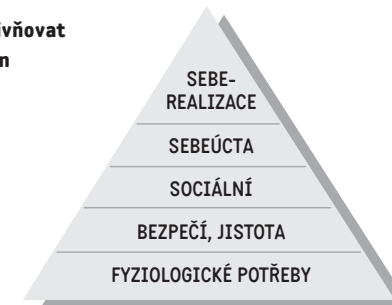 SEBE-
REALIZACE
SEBEÚCTA
SOCIÁLNÍ
BEZPEČÍ, JISTOTA
FYZIOLOGICKÉ POTŘEBY